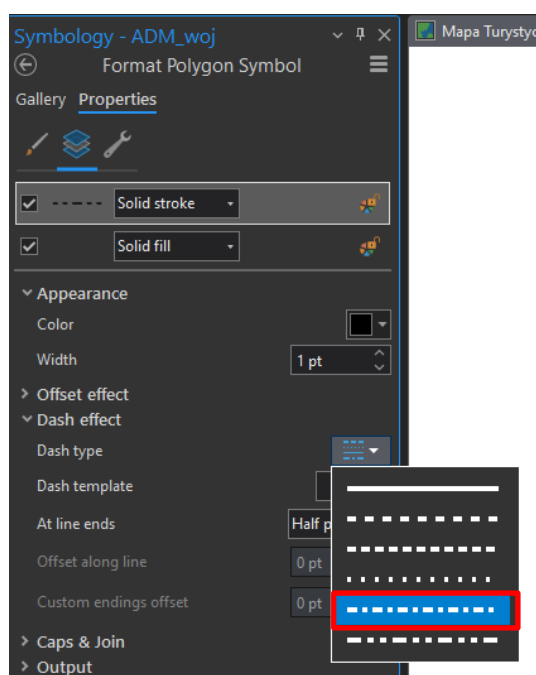 Symbology - ADM_woj
Mapa Turystyc
Format Polygon Symbol
Gallery Properties
Solid stroke
Solid fill
Appearance
Color
Width 1 pt
Offset effect
Dash effect
Dash type
Dash template
At line ends Half p
Offset along line 0 pt
Custom endings offset 0 pt
Caps & Join
Output